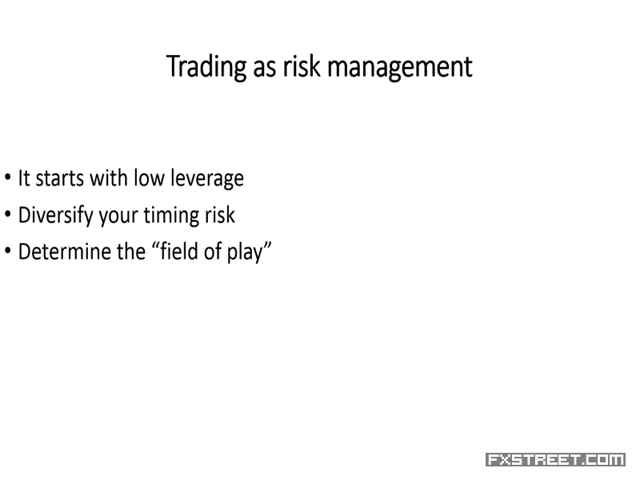 Trading as risk management
• It starts with low leverage
• Diversify your timing risk
• Determine the “field of play”
FXSTREET.COM